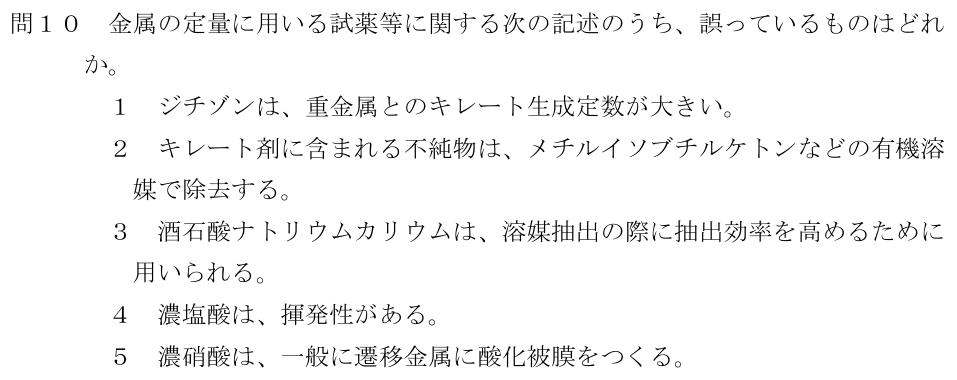 問１０　金属の定量に用いる試薬等に関する次の記述のうち、誤っているものはどれ
か。
１　ジチゾンは、重金属とのキレート生成定数が大きい。
２　キレート剤に含まれる不純物は、メチルイソブチルケトンなどの有機溶
媒で除去する。
３　酒石酸ナトリウムカリウムは、溶媒抽出の際に抽出効率を高めるために
用いられる。
４　濃塩酸は、揮発性がある。
５　濃硝酸は、一般に遷移金属に酸化被膜をつくる。